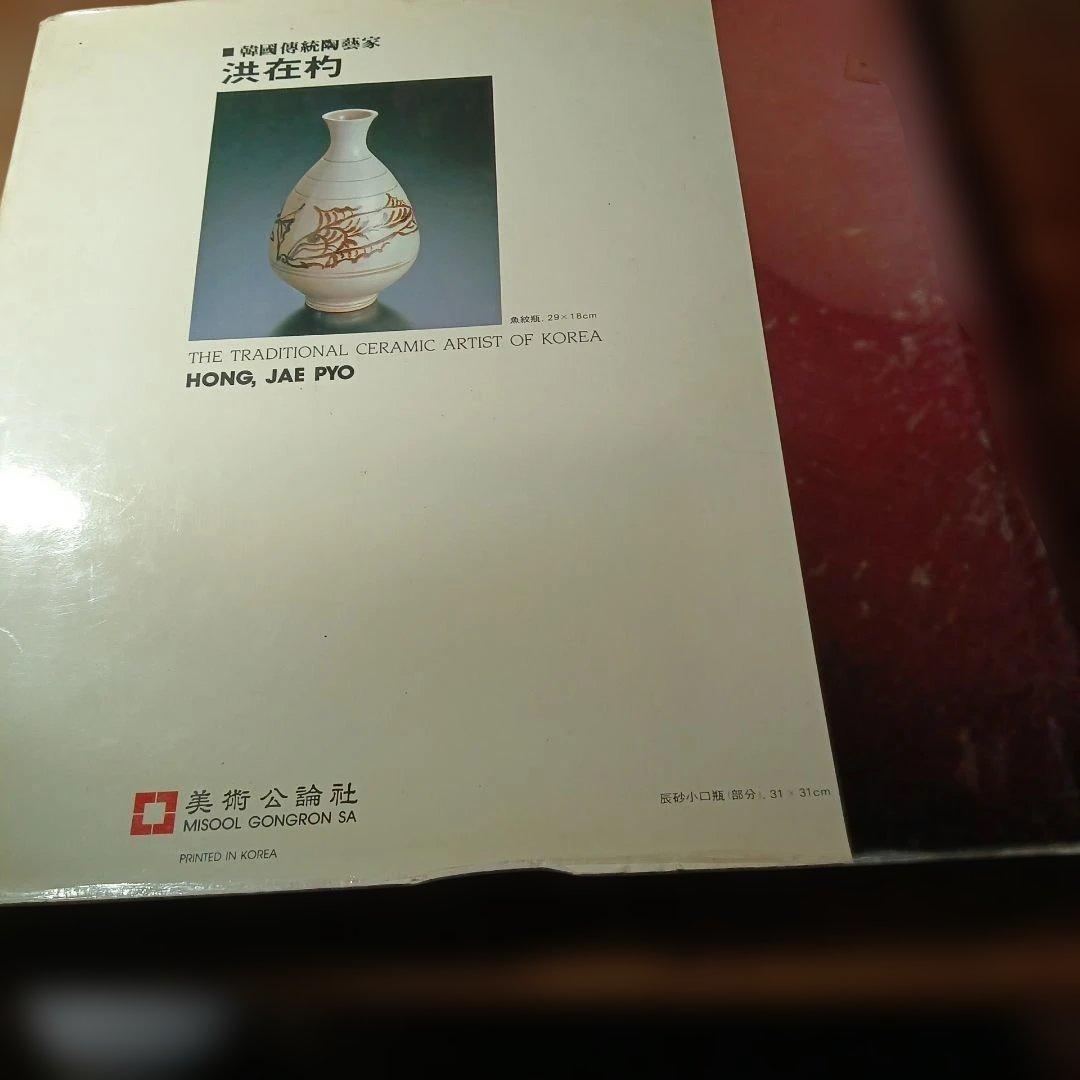 ■ 韓國傳統陶藝家
洪在杓
魚紋瓶. 29×18cm
THE TRADITIONAL CERAMIC ARTIST OF KOREA
HONG, JAE PYO
美術公論社
MISOOL GONGRON SA
辰砂小口瓶(部分). 31×31cm
PRINTED IN KOREA